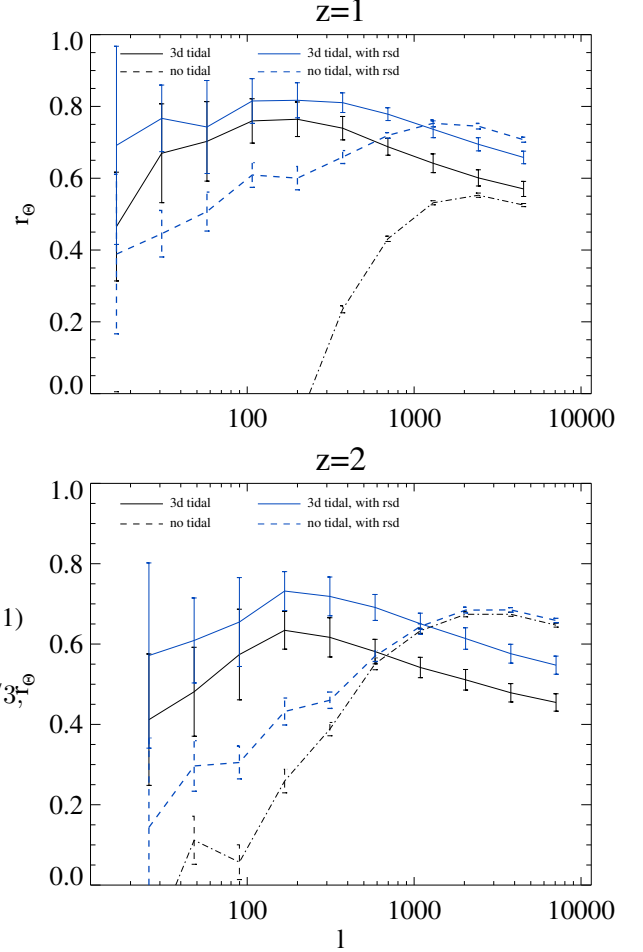 z=1
1.0
3d tidal
3d tidal, with rsd
no tidal
no tidal, with rsd
0.8
0.6
r_Θ
0.4
0.2
0.0
100
1000
10000
z=2
1.0
3d tidal
3d tidal, with rsd
no tidal
no tidal, with rsd
0.8
1)
0.6
3,
r_Θ
0.4
0.2
0.0
100
1000
10000
l